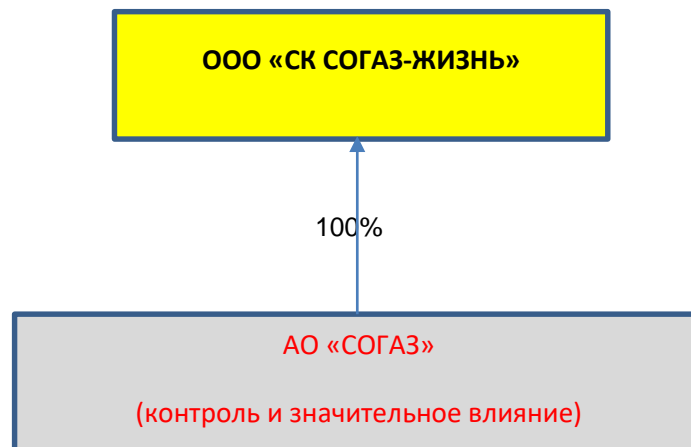 ООО «СК СОГАЗ-ЖИЗНЬ»
100%
АО «СОГАЗ»
(контроль и значительное влияние)